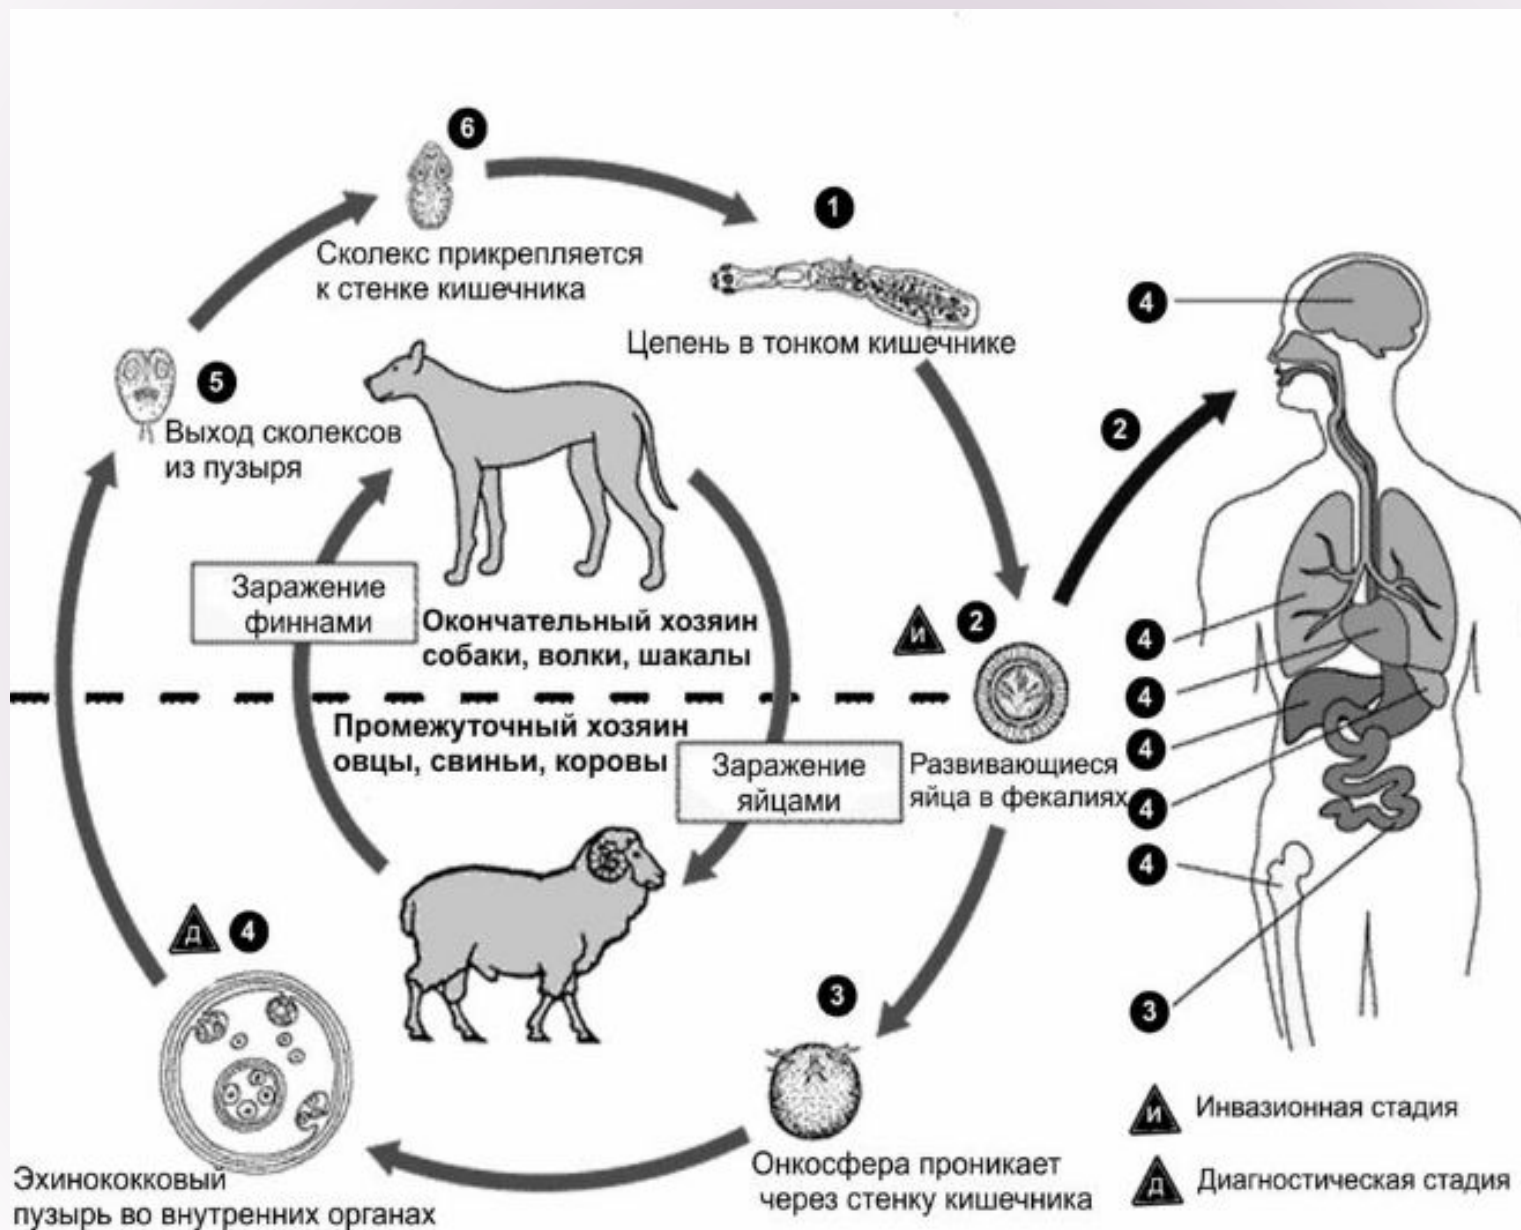 6
Сколекс прикрепляется
к стенке кишечника
1
Цепень в тонком кишечнике
5
Выход сколексов
из пузыря
Заражение
финнами
Окончательный хозяин
собаки, волки, шакалы
Промежуточный хозяин
овцы, свиньи, коровы
Заражение
яйцами
И
2
Развивающиеся
яйца в фекалиях
2
3
Онкосфера проникает
через стенку кишечника
Д
4
Эхинококковый
пузырь во внутренних органах
4
4
4
4
4
4
3
И Инвазионная стадия
Д Диагностическая стадия